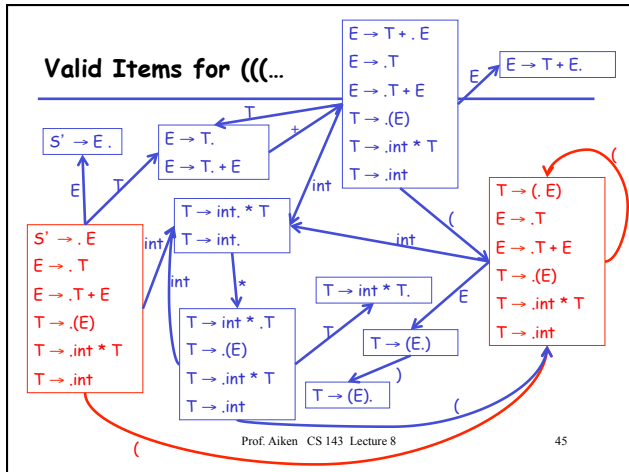 Valid Items for (((…
E → T + . E
E → .T
E → .T + E
T → .(E)
T → .int * T
T → .int
E
E → T + E.
T
S' → E .
E → T.
E → T. + E
+
E
T
int
(
(
T → int. * T
T → int.
S' → . E
E → . T
E → .T + E
T → .(E)
T → .int * T
T → .int
int
int
*
int
T → (. E)
E → .T
E → .T + E
T → .(E)
T → .int * T
T → .int
T → int * .T
T → .(E)
T → .int * T
T → .int
T
T → int * T.
E
T → (E.)
)
T → (E).
(
(
Prof. Aiken CS 143 Lecture 8
45